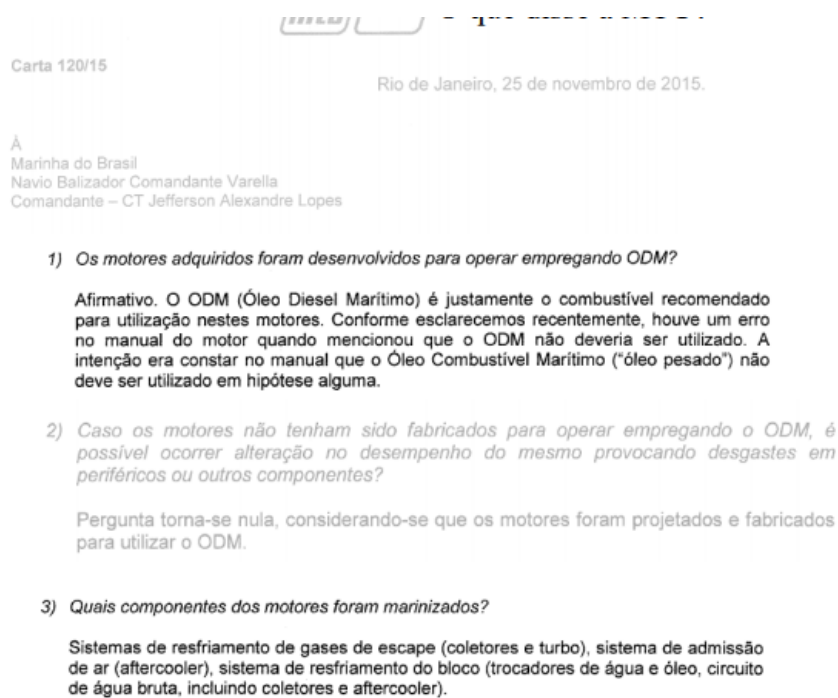 Carta 120/15
Rio de Janeiro, 25 de novembro de 2015.
À
Marinha do Brasil
Navio Balizador Comandante Varella
Comandante – CT Jefferson Alexandre Lopes
1) Os motores adquiridos foram desenvolvidos para operar empregando ODM?
Afirmativo. O ODM (Óleo Diesel Marítimo) é justamente o combustível recomendado
para utilização nestes motores. Conforme esclarecemos recentemente, houve um erro
no manual do motor quando mencionou que o ODM não deveria ser utilizado. A
intenção era constar no manual que o Óleo Combustível Marítimo ("óleo pesado") não
deve ser utilizado em hipótese alguma.
2) Caso os motores não tenham sido fabricados para operar empregando o ODM, é
possível ocorrer alteração no desempenho do mesmo provocando desgastes em
periféricos ou outros componentes?
Pergunta torna-se nula, considerando-se que os motores foram projetados e fabricados
para utilizar o ODM.
3) Quais componentes dos motores foram marinizados?
Sistemas de resfriamento de gases de escape (coletores e turbo), sistema de admissão
de ar (aftercooler), sistema de resfriamento do bloco (trocadores de água e óleo, circuito
de água bruta, incluindo coletores e aftercooler).